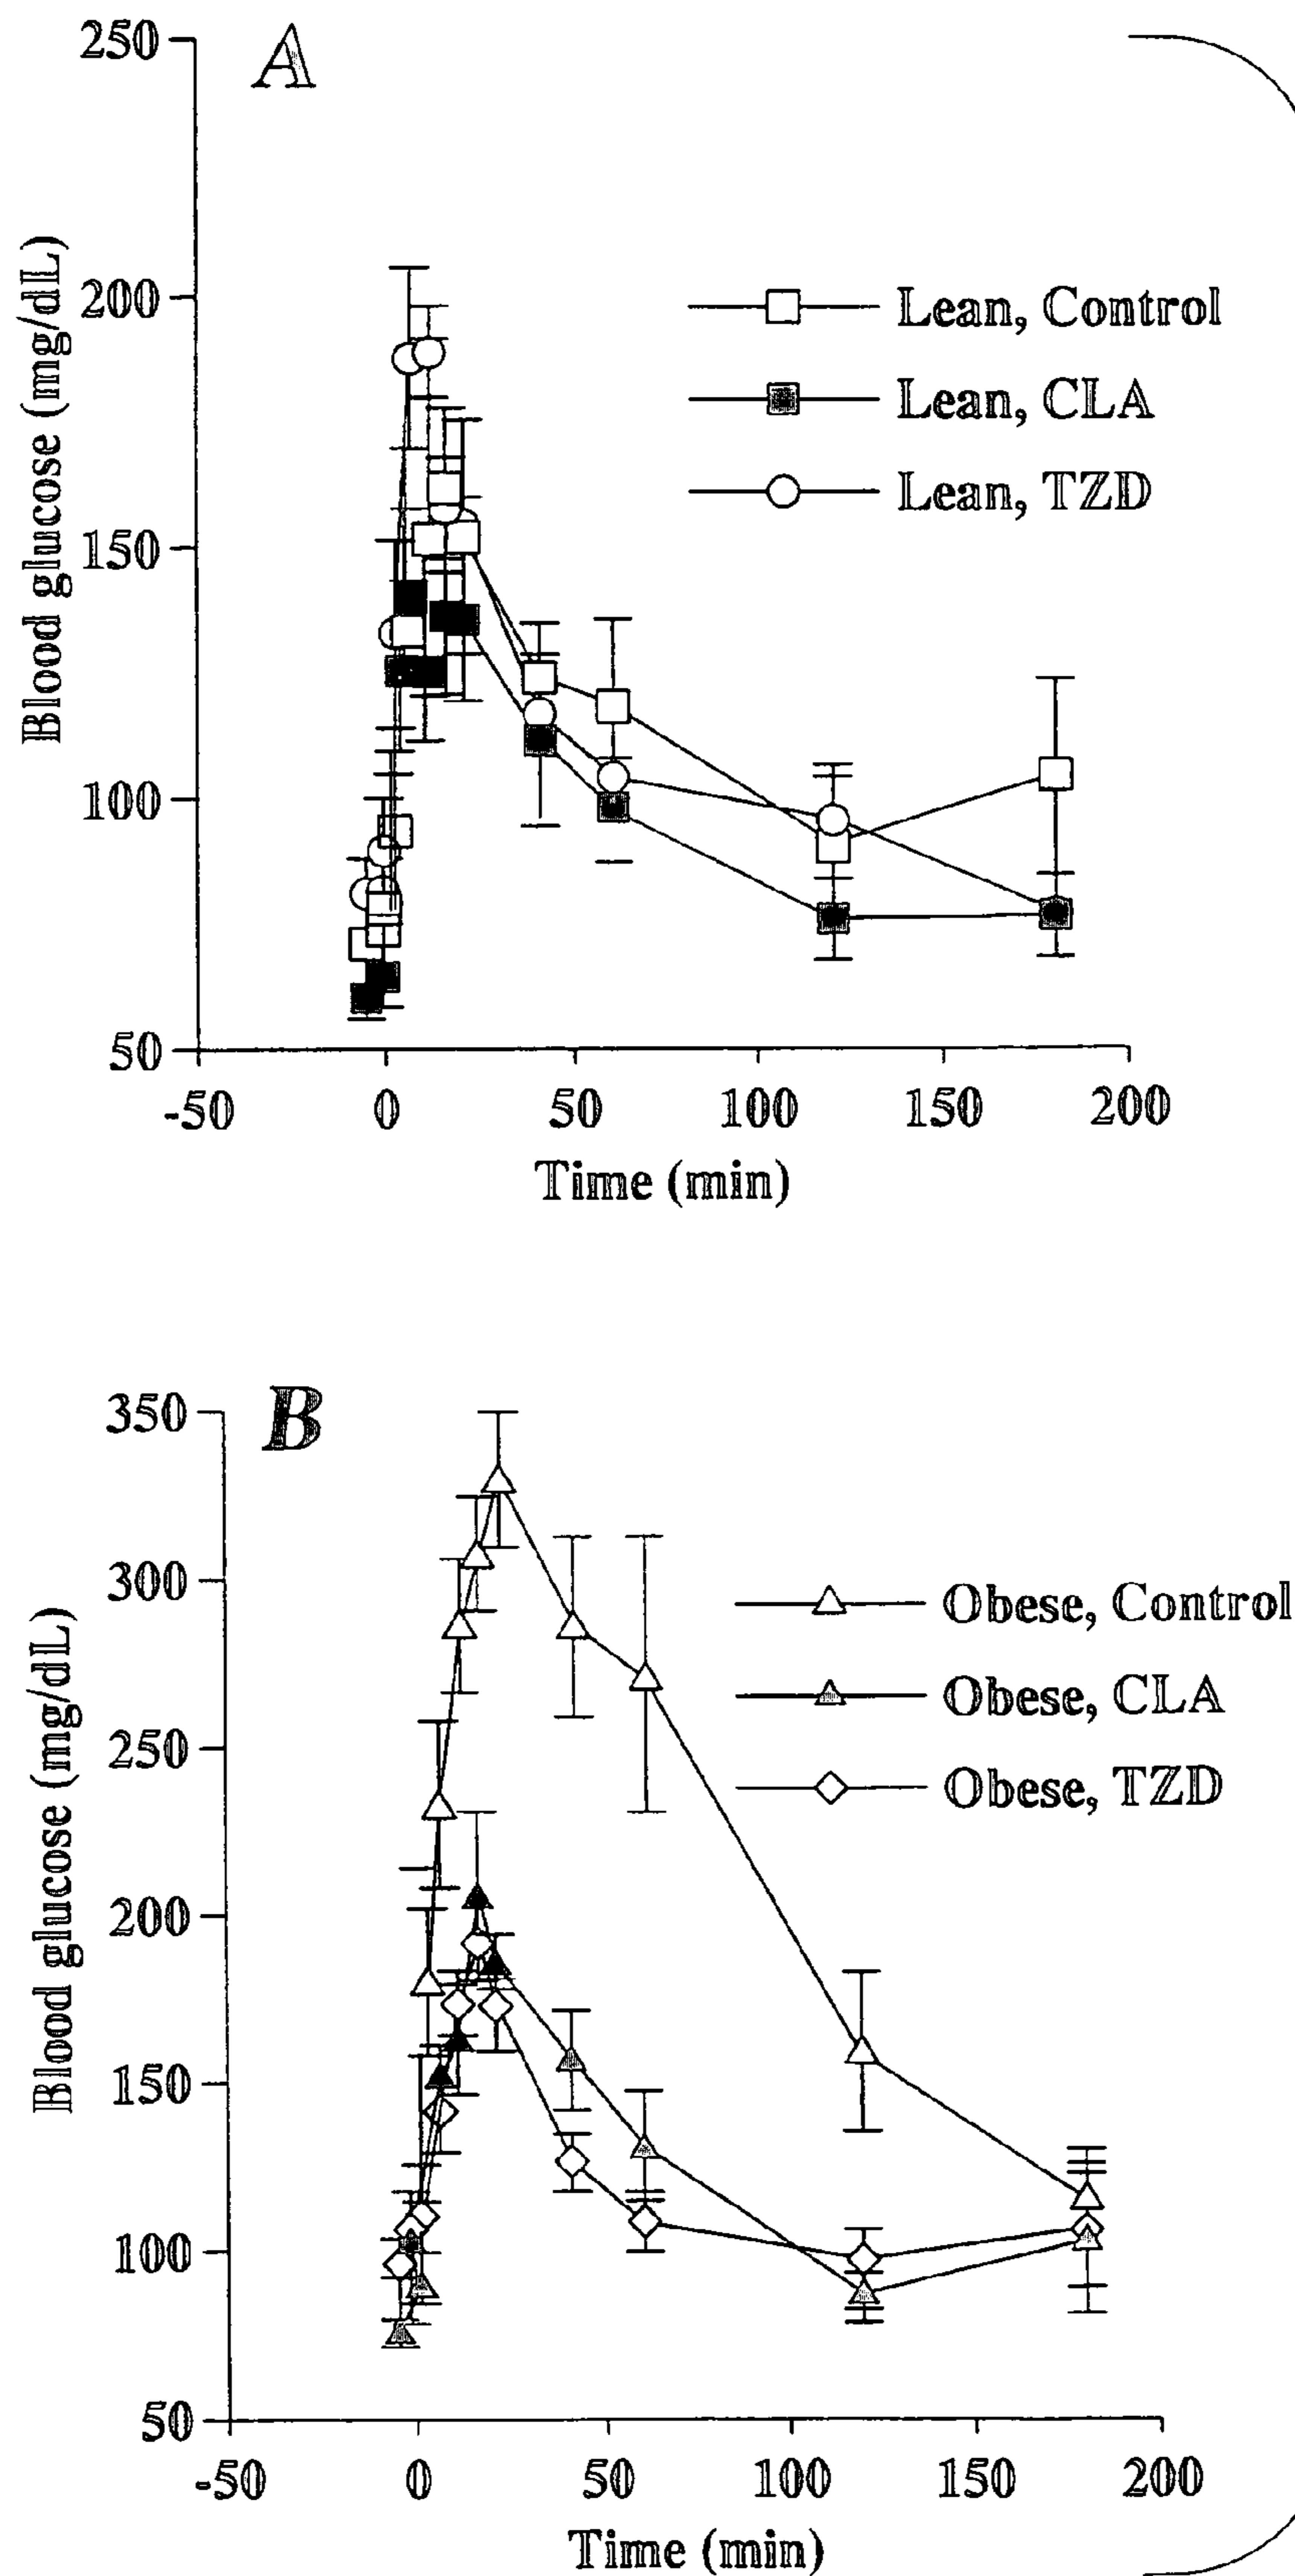 A
250
200
150
100
50
Blood glucose (mg/dL)
Lean, Control
Lean, CLA
Lean, TZD
-50 0 50 100 150 200
Time (min)
B
350
300
250
200
150
100
50
Blood glucose (mg/dL)
Obese, Control
Obese, CLA
Obese, TZD
-50 0 50 100 150 200
Time (min)